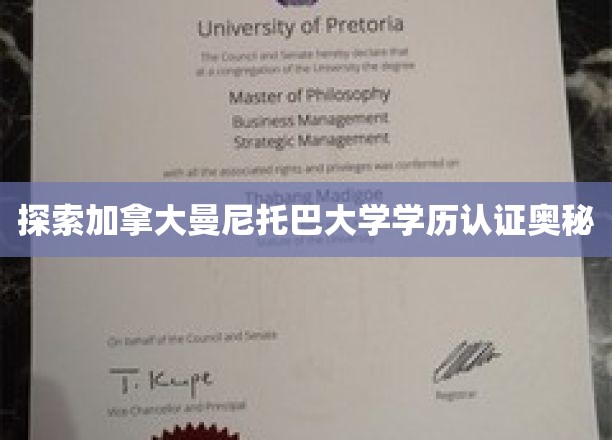 University of Pretoria
The Council and Senate hereby declare that
at a congregation of the University the degree
Master of Philosophy
Business Management
Strategic Management
with all the associated rights and privileges was conferred on
Thabang Madigoe
探索加拿大曼尼托巴大学学历认证奥秘
On behalf of the Council and Senate
T. Kupe
Vice-Chancellor and Principal
Registrar